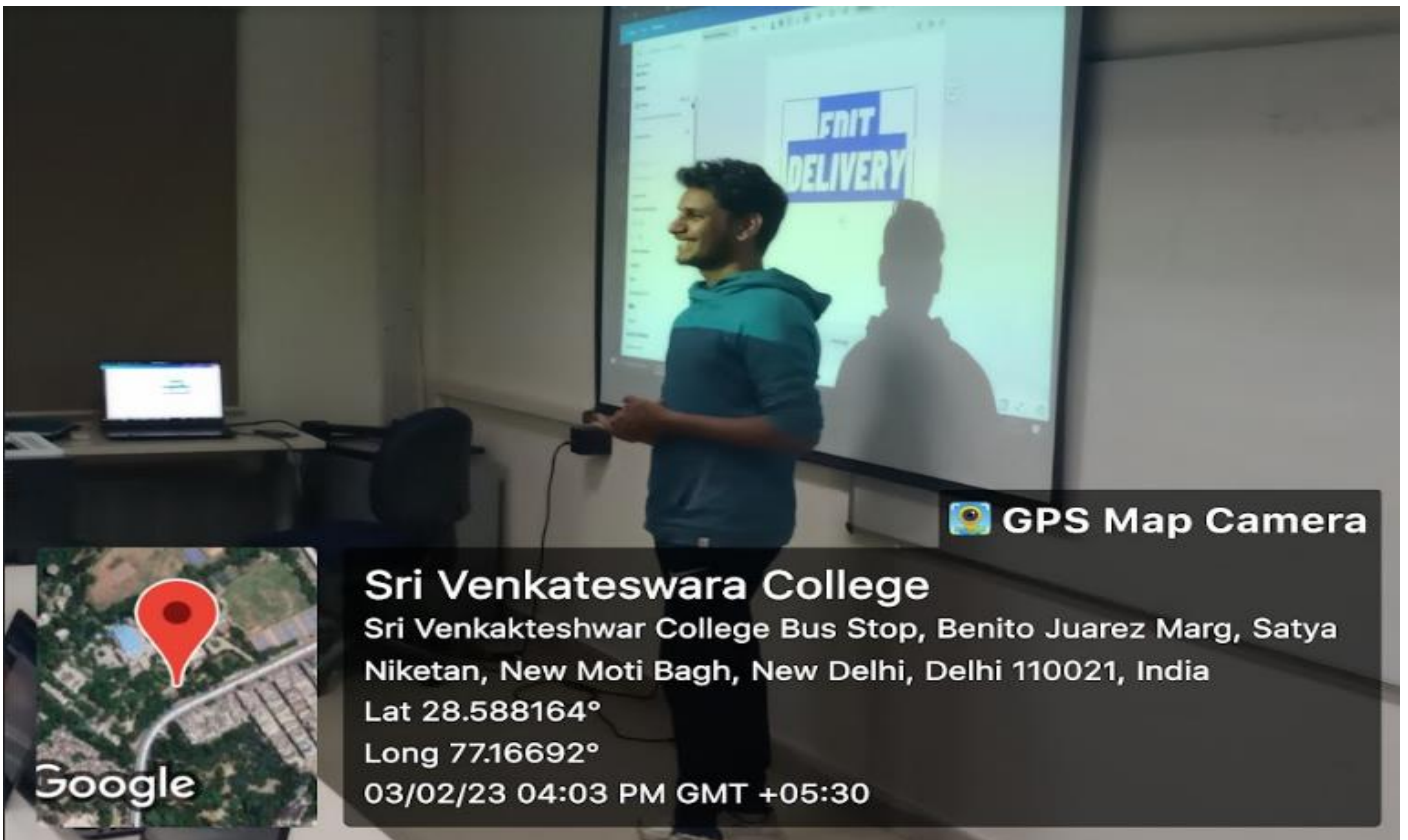 EDIT
DELIVERY
GPS Map Camera
Sri Venkateswara College
Sri Venkakteshwar College Bus Stop, Benito Juarez Marg, Satya
Niketan, New Moti Bagh, New Delhi, Delhi 110021, India
Lat 28.588164°
Long 77.16692°
03/02/23 04:03 PM GMT +05:30
Google